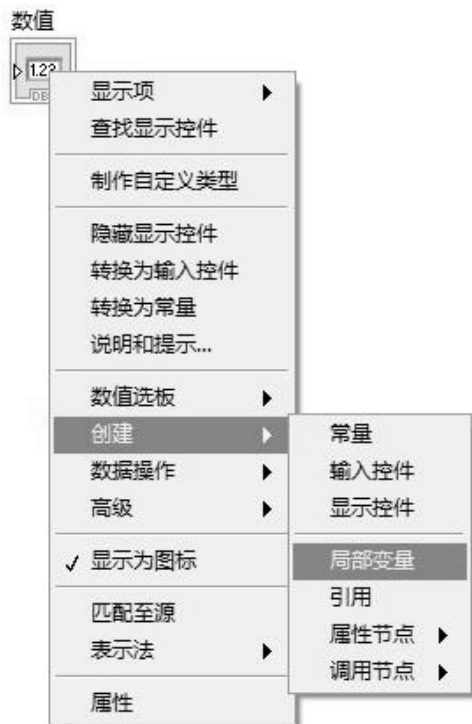 数值
1.23
DB
显示项
查找显示控件
制作自定义类型
隐藏显示控件
转换为输入控件
转换为常量
说明和提示...
数值选板
创建
数据操作
高级
✓ 显示为图标
匹配至源
表示法
属性
常量
输入控件
显示控件
局部变量
引用
属性节点
调用节点